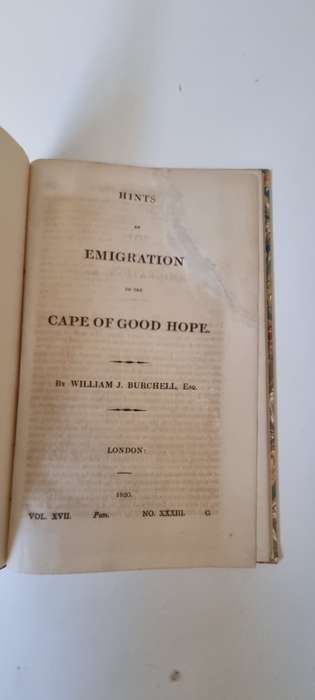 HINTS
ON
EMIGRATION
TO THE
CAPE OF GOOD HOPE.
By WILLIAM J. BURCHELL, Esq.
LONDON:
1820.
VOL. XVII. Pam. NO. XXXIII. G